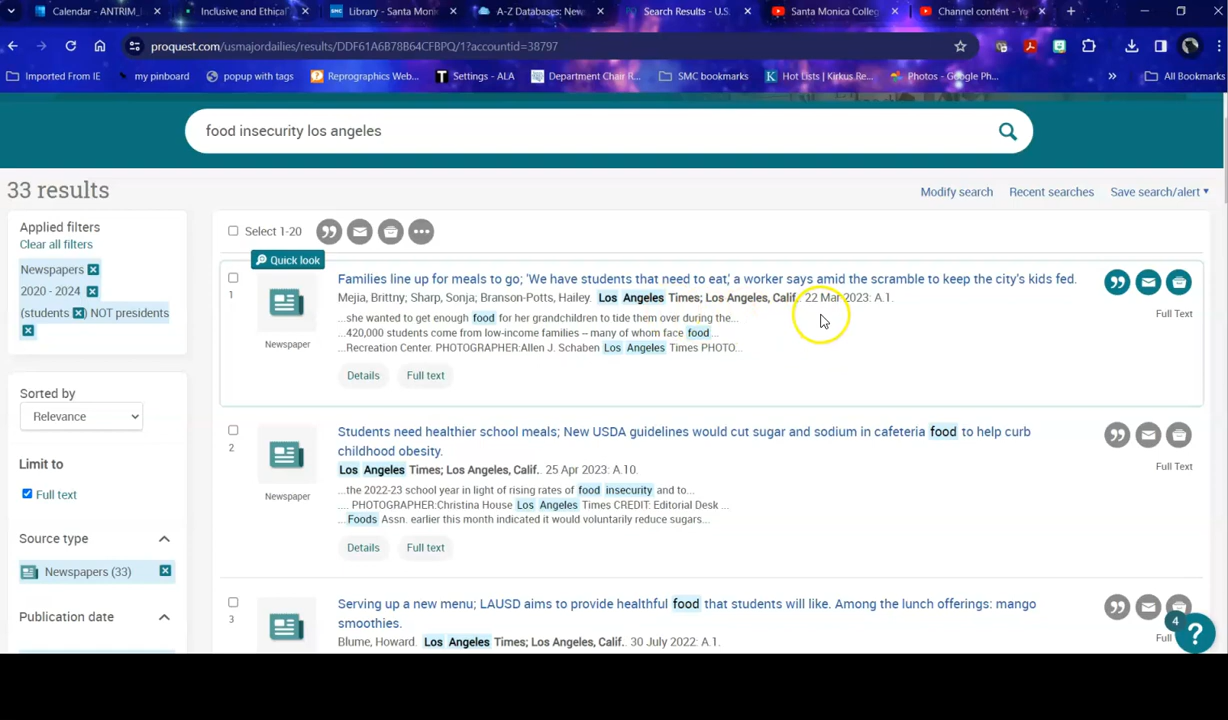 Calendar - ANTRIM_
Inclusive and Ethical
SMC Library - Santa Moni
A-Z Databases: New
Search Results - U.S.
Santa Monica Colleg
Channel content - Yo
proquest.com/usmajordailies/results/DDF61A6B78B64CFBPQ/1?accountid=38797
Imported From IE
my pinboard
popup with tags
Reprographics Web...
T Settings - ALA
Department Chair R...
SMC bookmarks
K Hot Lists | Kirkus Re...
Photos - Google Ph...
»
All Bookmarks
food insecurity los angeles
33 results
Modify search
Recent searches
Save search/alert
Applied filters
Clear all filters
Newspapers
2020 - 2024
(students NOT presidents
Sorted by
Relevance
Limit to
Full text
Source type
Newspapers (33)
Publication date
Select 1-20
Quick look
1
Newspaper
Families line up for meals to go; 'We have students that need to eat,' a worker says amid the scramble to keep the city's kids fed.
Mejia, Brittny; Sharp, Sonja; Branson-Potts, Hailey. Los Angeles Times; Los Angeles, Calif.. 22 Mar 2023: A.1.
...she wanted to get enough food for her grandchildren to tide them over during the...
...420,000 students come from low-income families -- many of whom face food...
...Recreation Center. PHOTOGRAPHER:Allen J. Schaben Los Angeles Times PHOTO...
Details
Full text
Full Text
2
Newspaper
Students need healthier school meals; New USDA guidelines would cut sugar and sodium in cafeteria food to help curb
childhood obesity.
Los Angeles Times; Los Angeles, Calif.. 25 Apr 2023: A.10.
...the 2022-23 school year in light of rising rates of food insecurity and to...
.... PHOTOGRAPHER:Christina House Los Angeles Times CREDIT: Editorial Desk ...
...Foods Assn. earlier this month indicated it would voluntarily reduce sugars...
Details
Full text
Full Text
3
Serving up a new menu; LAUSD aims to provide healthful food that students will like. Among the lunch offerings: mango
smoothies.
Blume, Howard. Los Angeles Times; Los Angeles, Calif.. 30 July 2022: A.1.
Full
4
?